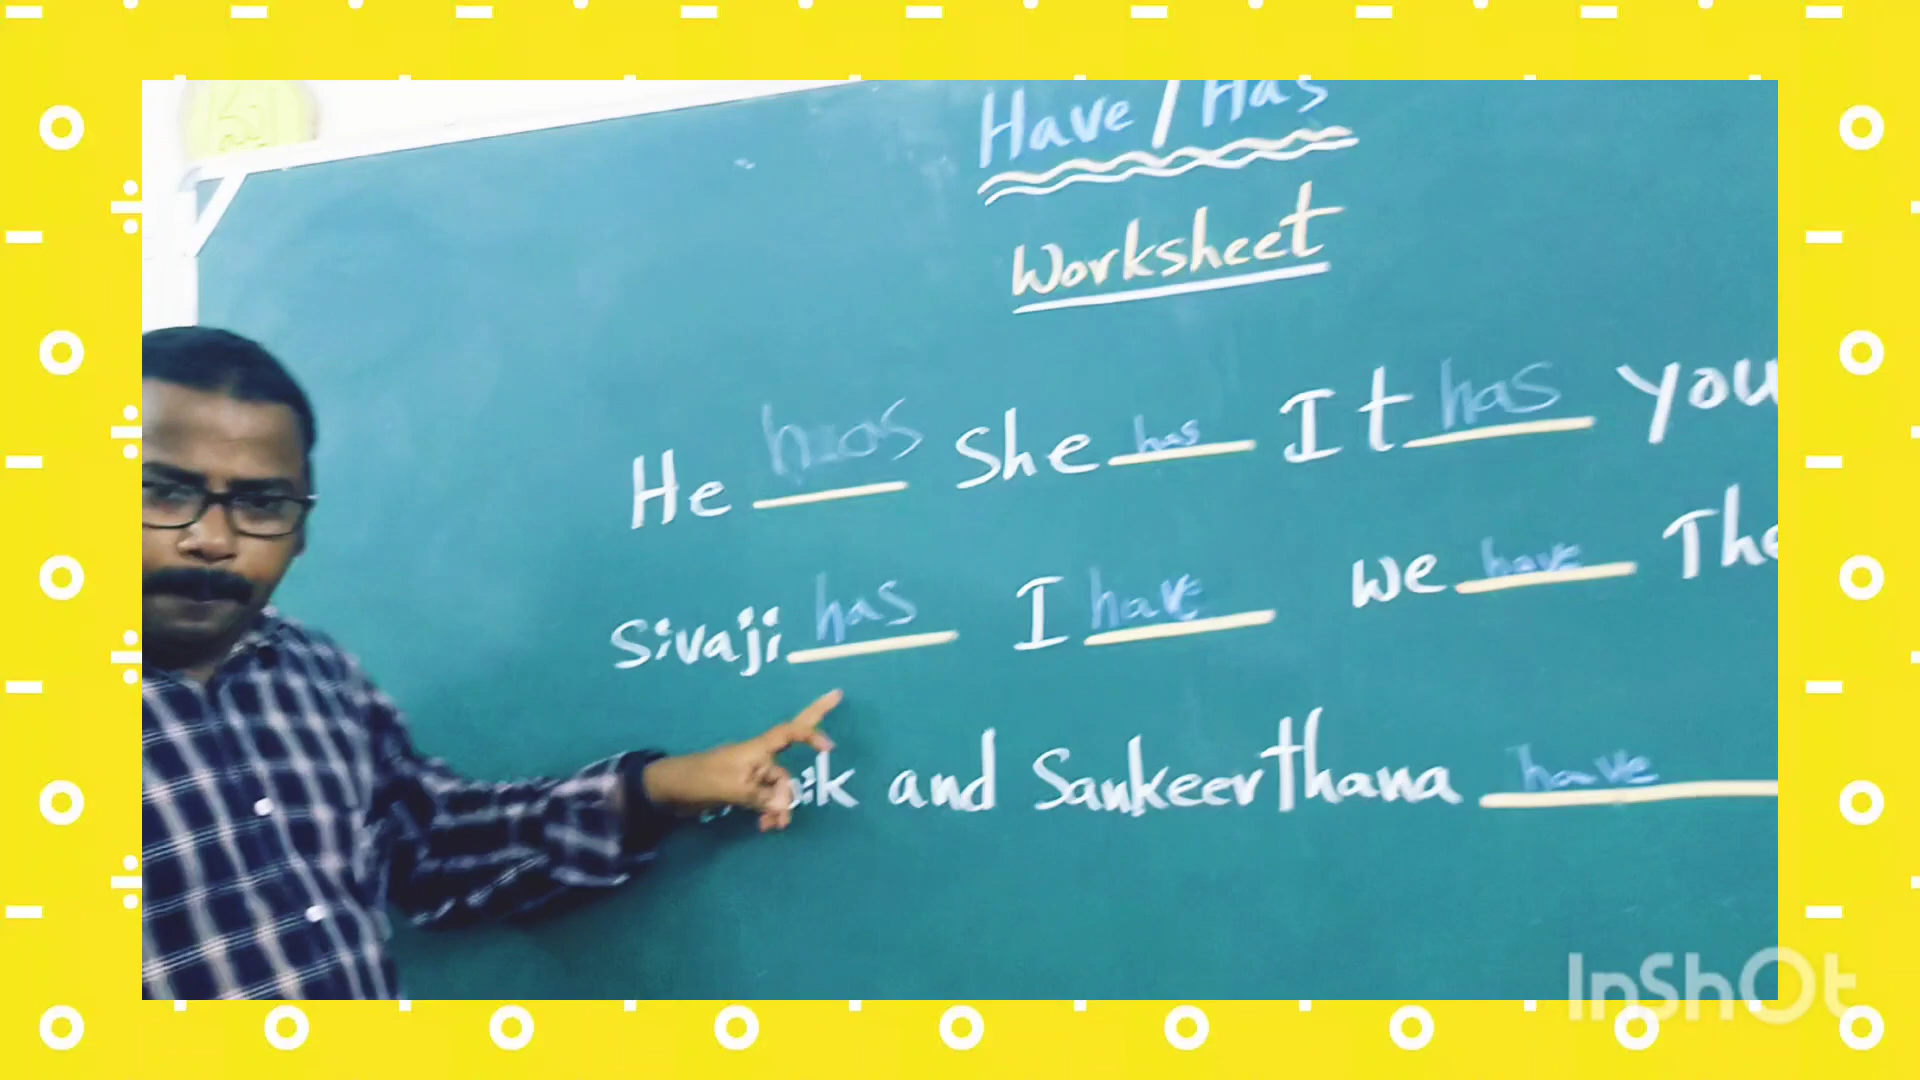 Have / Has
Worksheet
He has She has It has you
Sivaji has I have we have The
and Sankeerthana have
InShOt